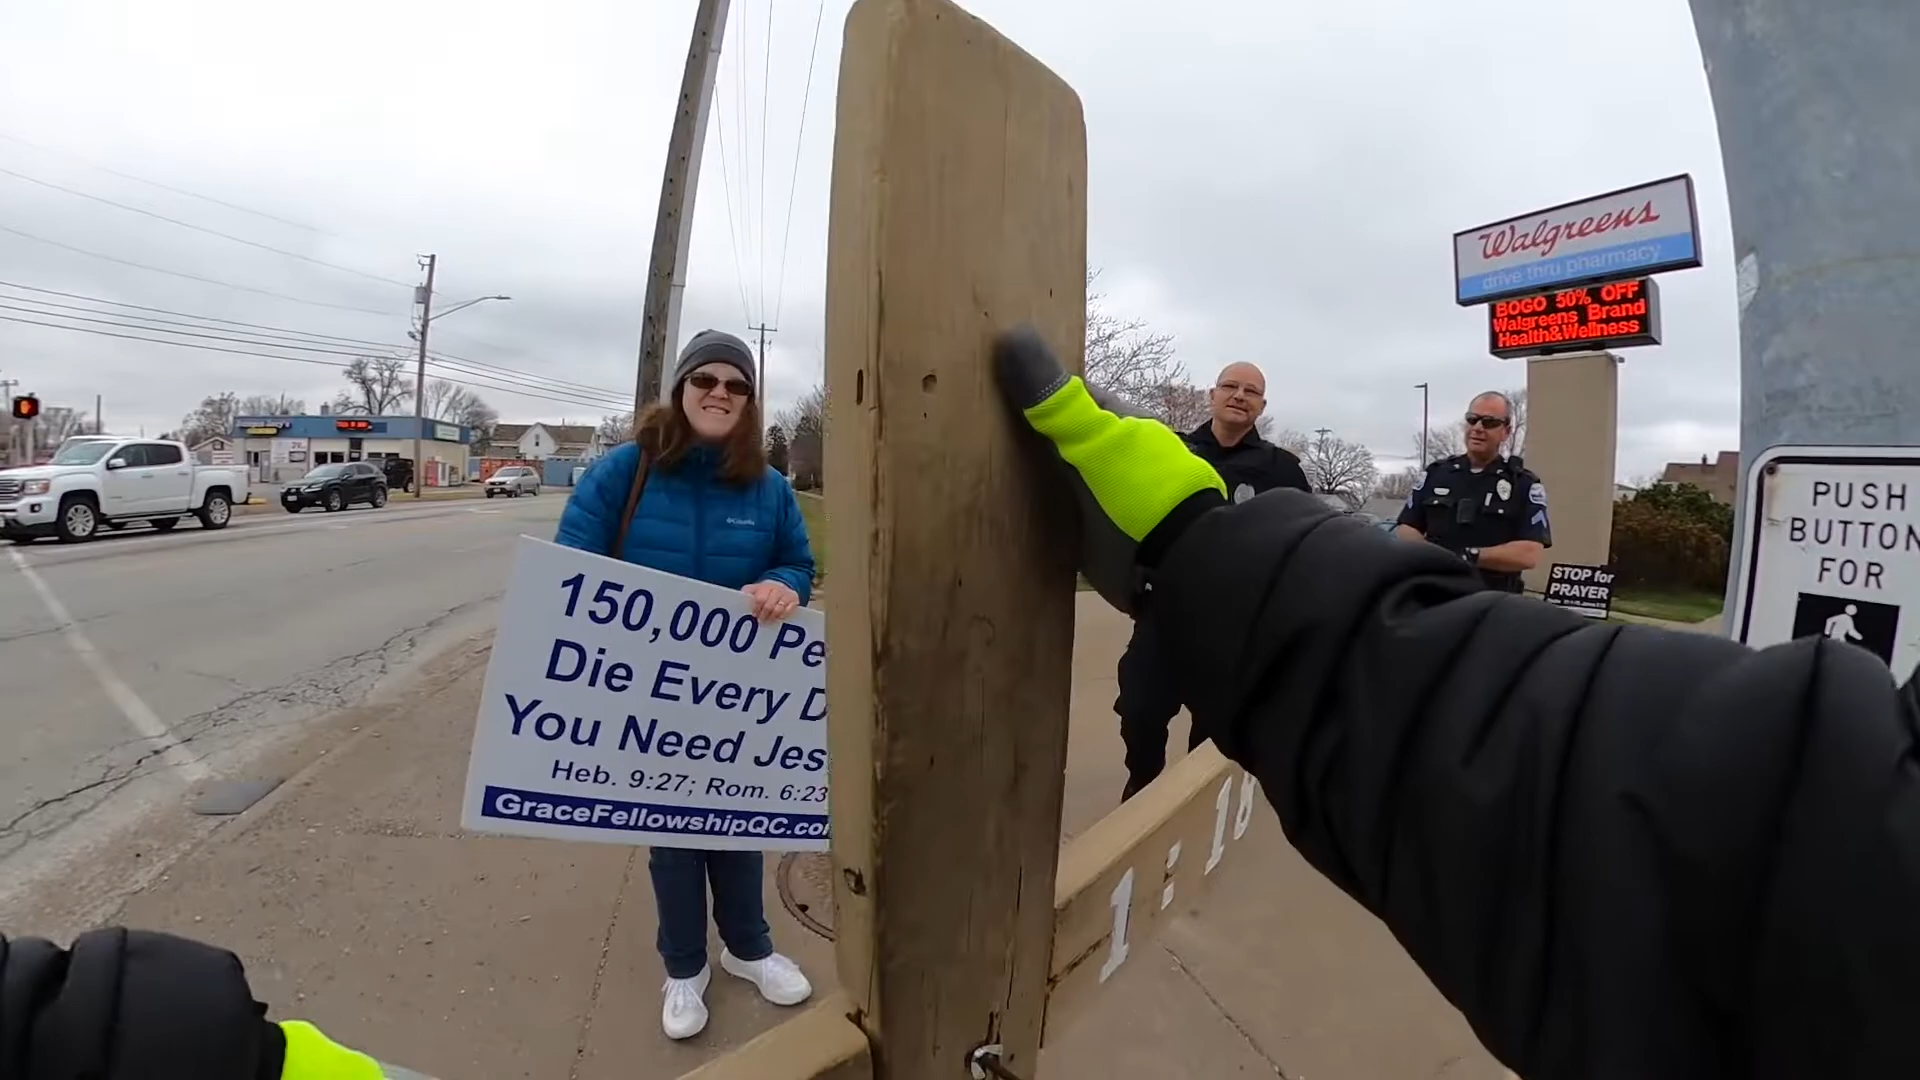 150,000 Pe
Die Every D
You Need Jes
Heb. 9:27; Rom. 6:23
GraceFellowshipQC.co
Columbia
1:18
Walgreens
drive thru pharmacy
BOGO 50% OFF
Walgreens Brand
Health&Wellness
STOP for
PRAYER
PUSH
BUTTON
FOR